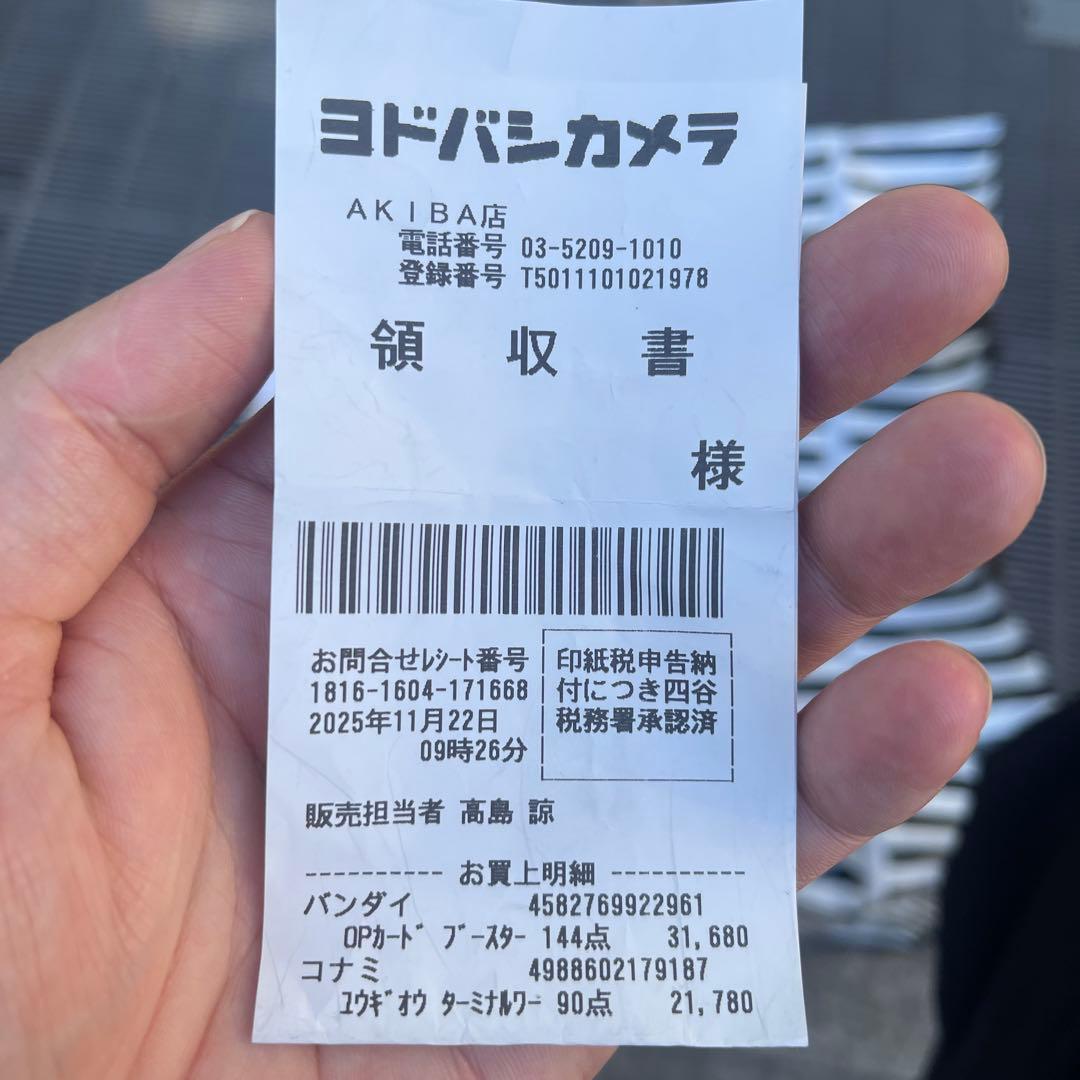 ヨドバシカメラ
AKIBA店
電話番号 03-5209-1010
登録番号 T5011101021978
領 収 書
様
お問合せﾚｼｰﾄ番号
1816-1604-171668
2025年11月22日
09時26分
印紙税申告納
付につき四谷
税務署承認済
販売担当者 高島 諒
---------- お買上明細 ----------
バンダイ 4582769922961
OPｶｰﾄﾞ ﾌﾞｰｽﾀｰ 144点 31,680
コナミ 4988602179187
ﾕｳｷﾞｵｳ ﾀｰﾐﾅﾙﾜｰ 90点 21,780